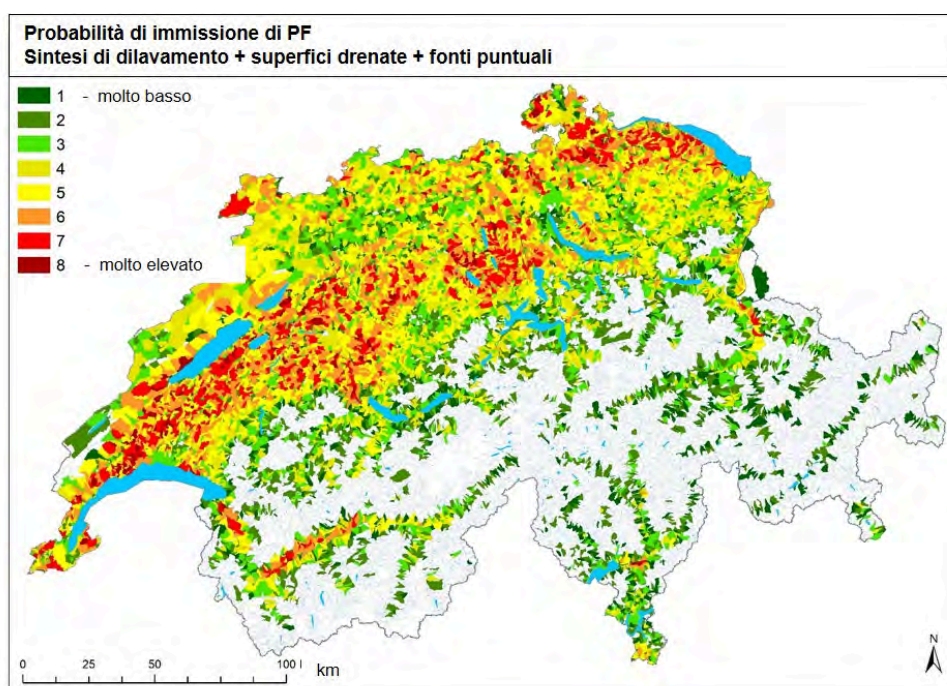 Probabilità di immissione di PF
Sintesi di dilavamento + superfici drenate + fonti puntuali
1 - molto basso
2
3
4
5
6
7
8 - molto elevato
N
0 25 50 100 km